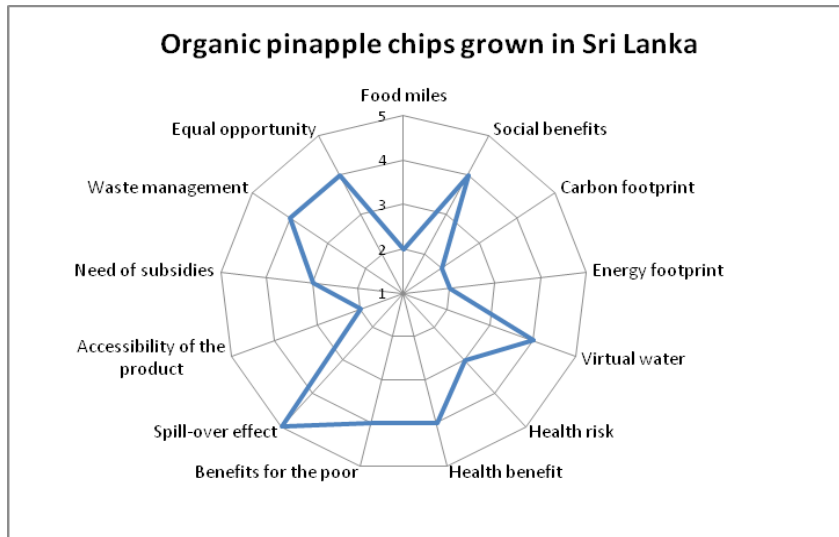 Organic pinapple chips grown in Sri Lanka
Food miles
5
Equal opportunity
Social benefits
4
Waste management
Carbon footprint
3
Need of subsidies
2
Energy footprint
1
Accessibility of the
product
Virtual water
Spill-over effect
Health risk
Benefits for the poor
Health benefit